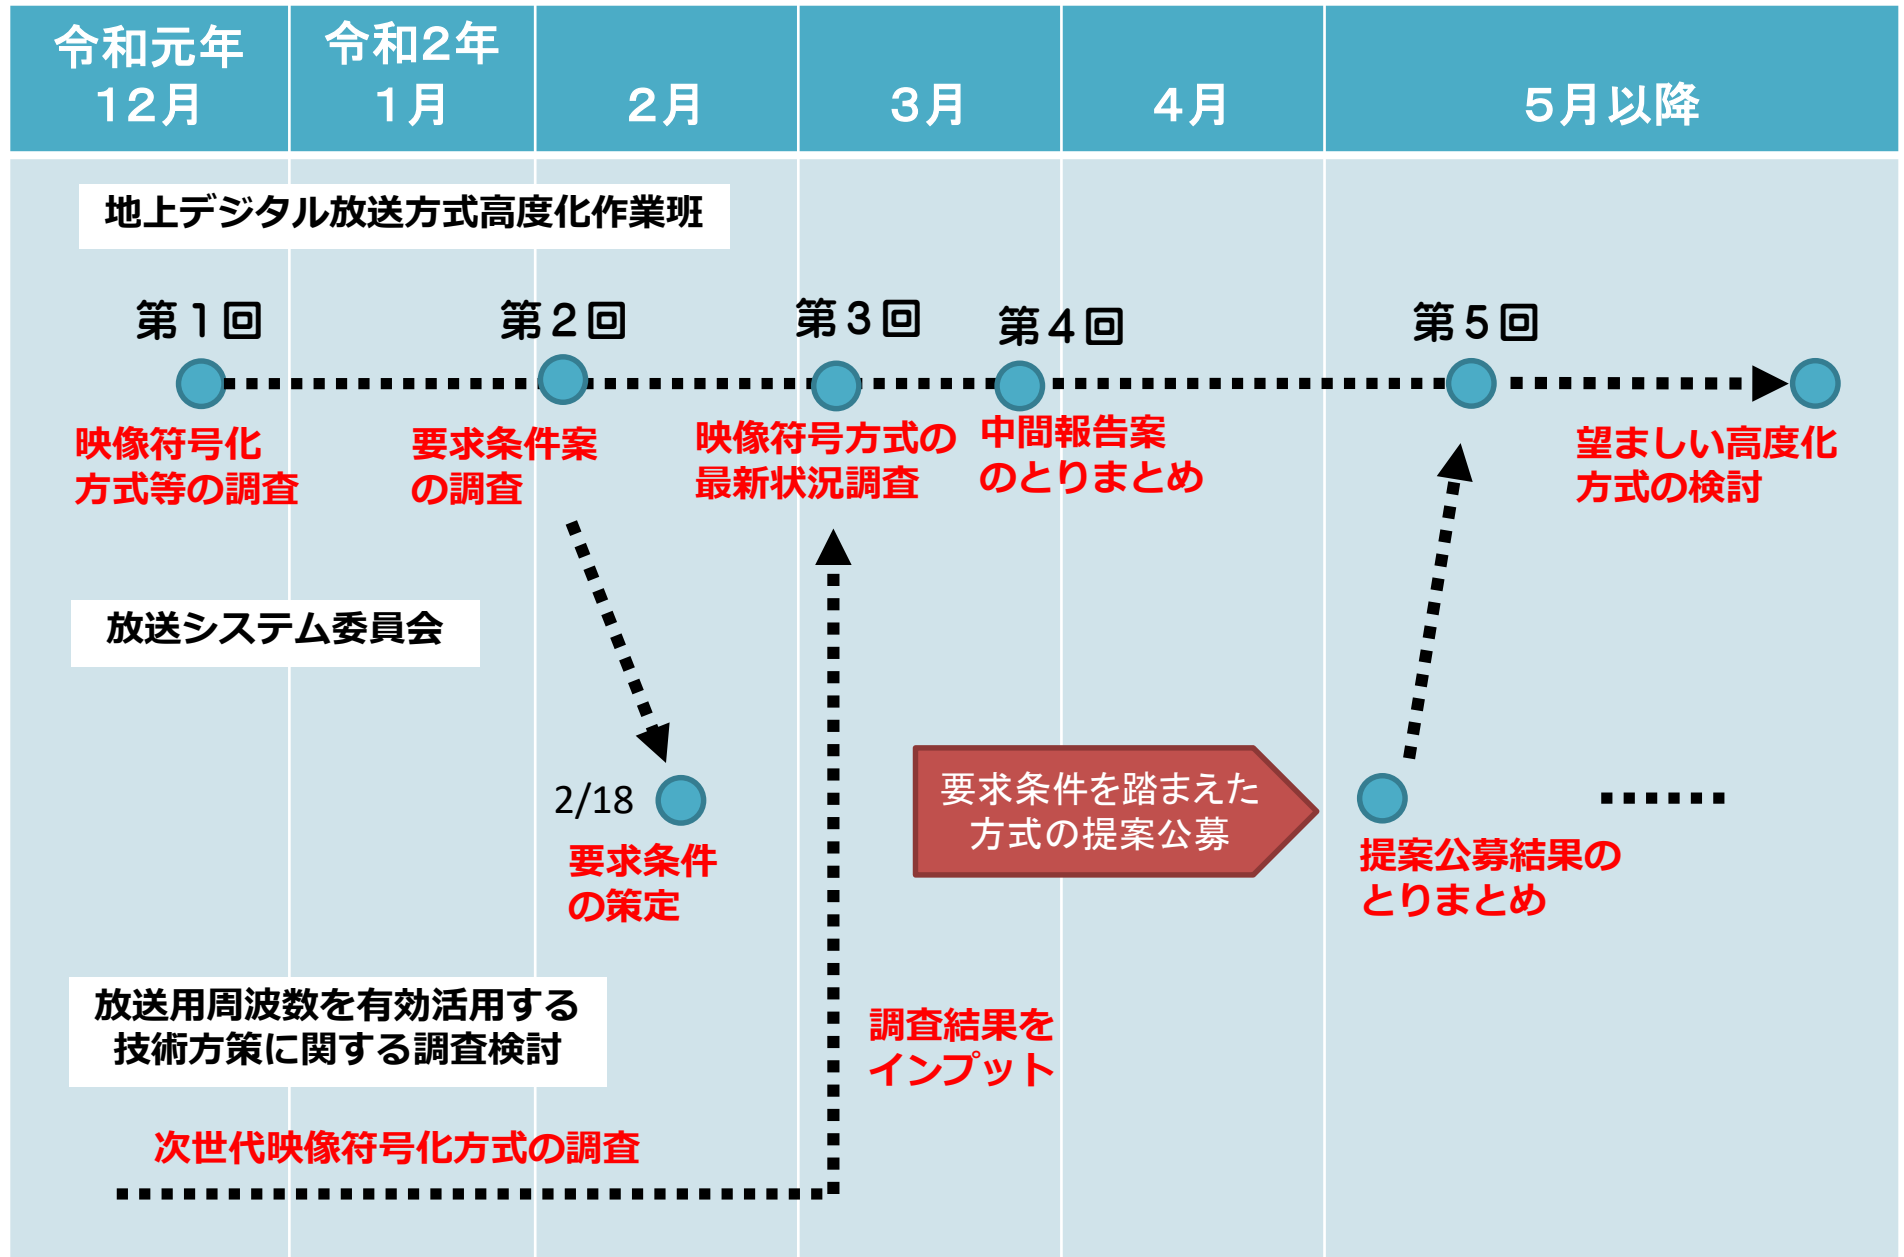 令和元年
12月
令和2年
1月
2月
3月
4月
5月以降
地上デジタル放送方式高度化作業班
第1回
第2回
第3回
第4回
第5回
映像符号化
方式等の調査
要求条件案
の調査
映像符号方式の
最新状況調査
中間報告案
のとりまとめ
望ましい高度化
方式の検討
放送システム委員会
2/18
要求条件
の策定
要求条件を踏まえた
方式の提案公募
提案公募結果の
とりまとめ
放送用周波数を有効活用する
技術方策に関する調査検討
調査結果を
インプット
次世代映像符号化方式の調査